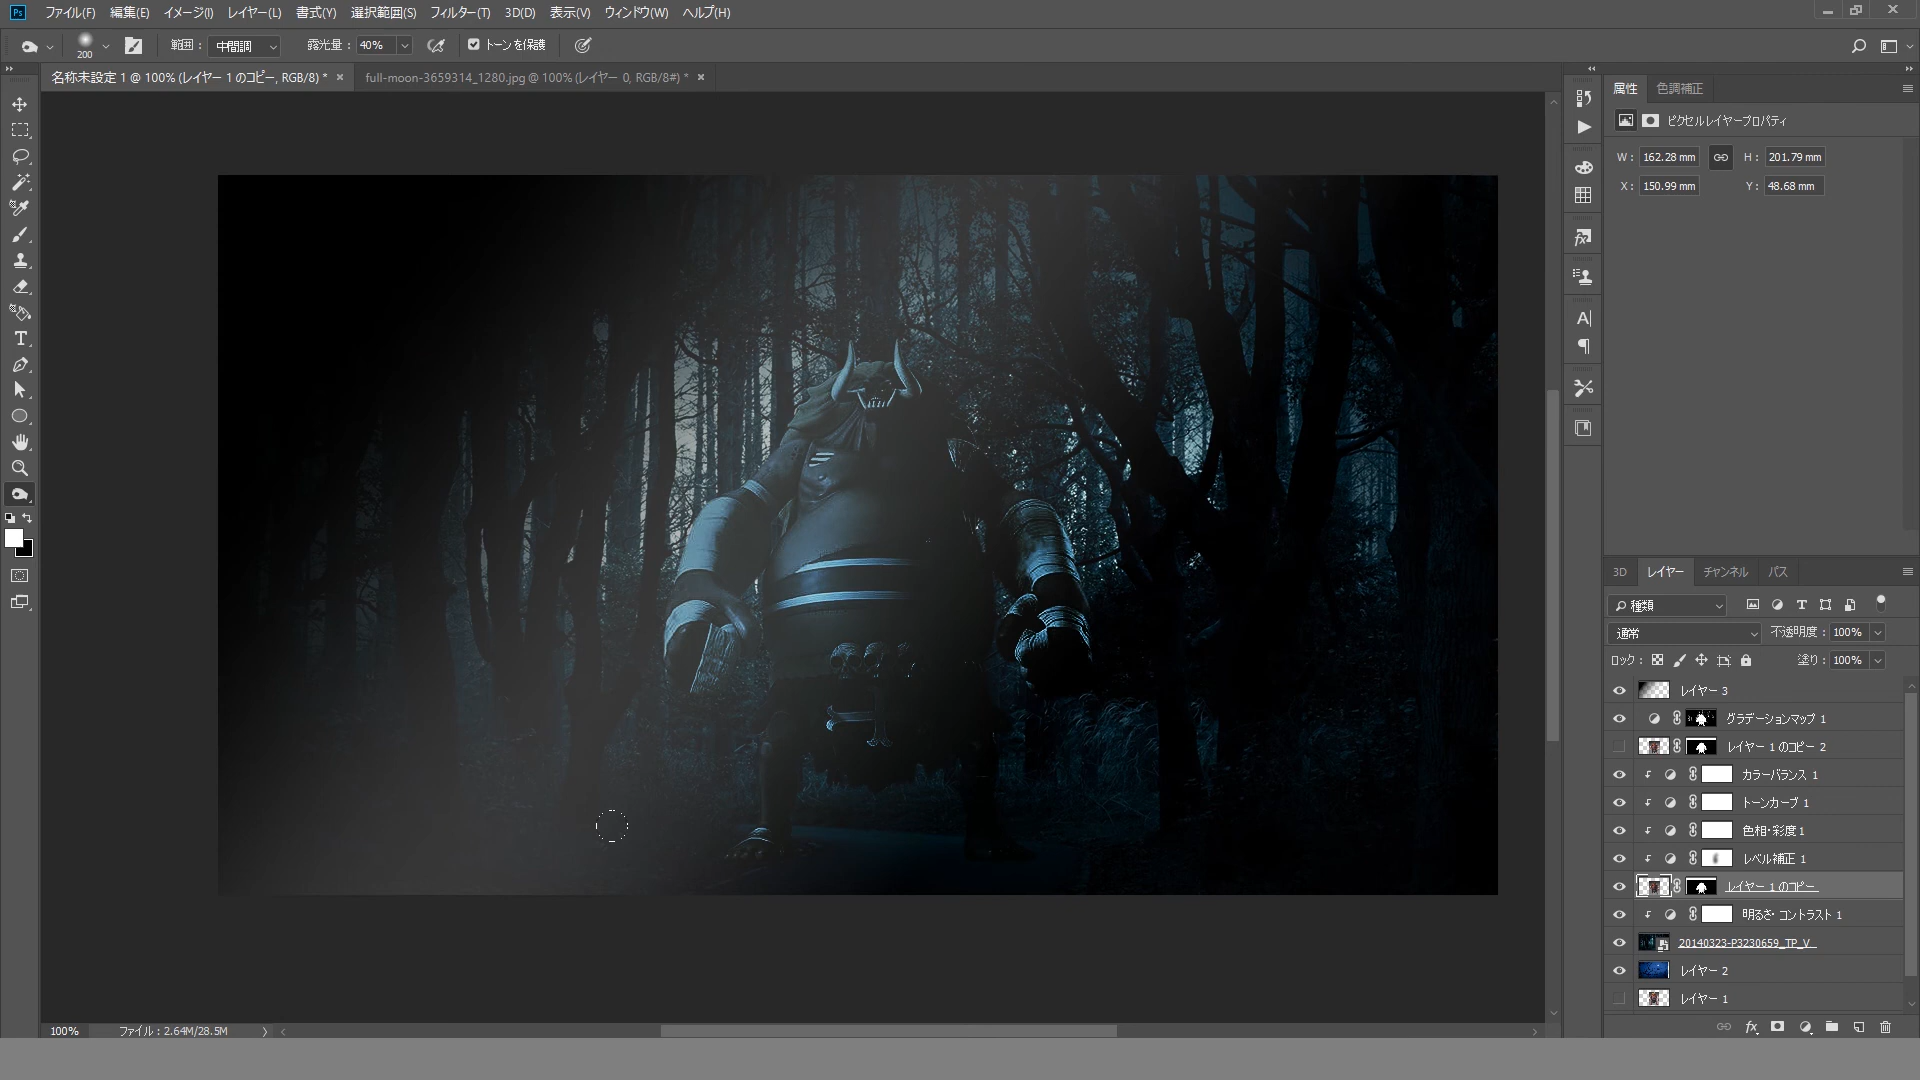 Ps ファイル(F) 編集(E) イメージ(I) レイヤー(L) 書式(Y) 選択範囲(S) フィルター(T) 3D(D) 表示(V) ウィンドウ(W) ヘルプ(H)
200 範囲: 中間調 露光量: 40% トーンを保護
名称未設定 1 @ 100% (レイヤー 1 のコピー, RGB/8) * × full-moon-3659314_1280.jpg @ 100% (レイヤー 0, RGB/8#) * ×
属性 色調補正
ピクセルレイヤープロパティ
W: 162.28 mm H: 201.79 mm
X: 150.99 mm Y: 48.68 mm
3D レイヤー チャンネル パス
種類
通常 不透明度: 100%
ロック: 塗り: 100%
レイヤー 3
グラデーションマップ 1
レイヤー 1 のコピー 2
カラーバランス 1
トーンカーブ 1
色相・彩度 1
レベル補正 1
レイヤー 1 のコピー
明るさ・コントラスト 1
20140323-P3230659_TP_V
レイヤー 2
レイヤー 1
100% ファイル: 2.64M/28.5M